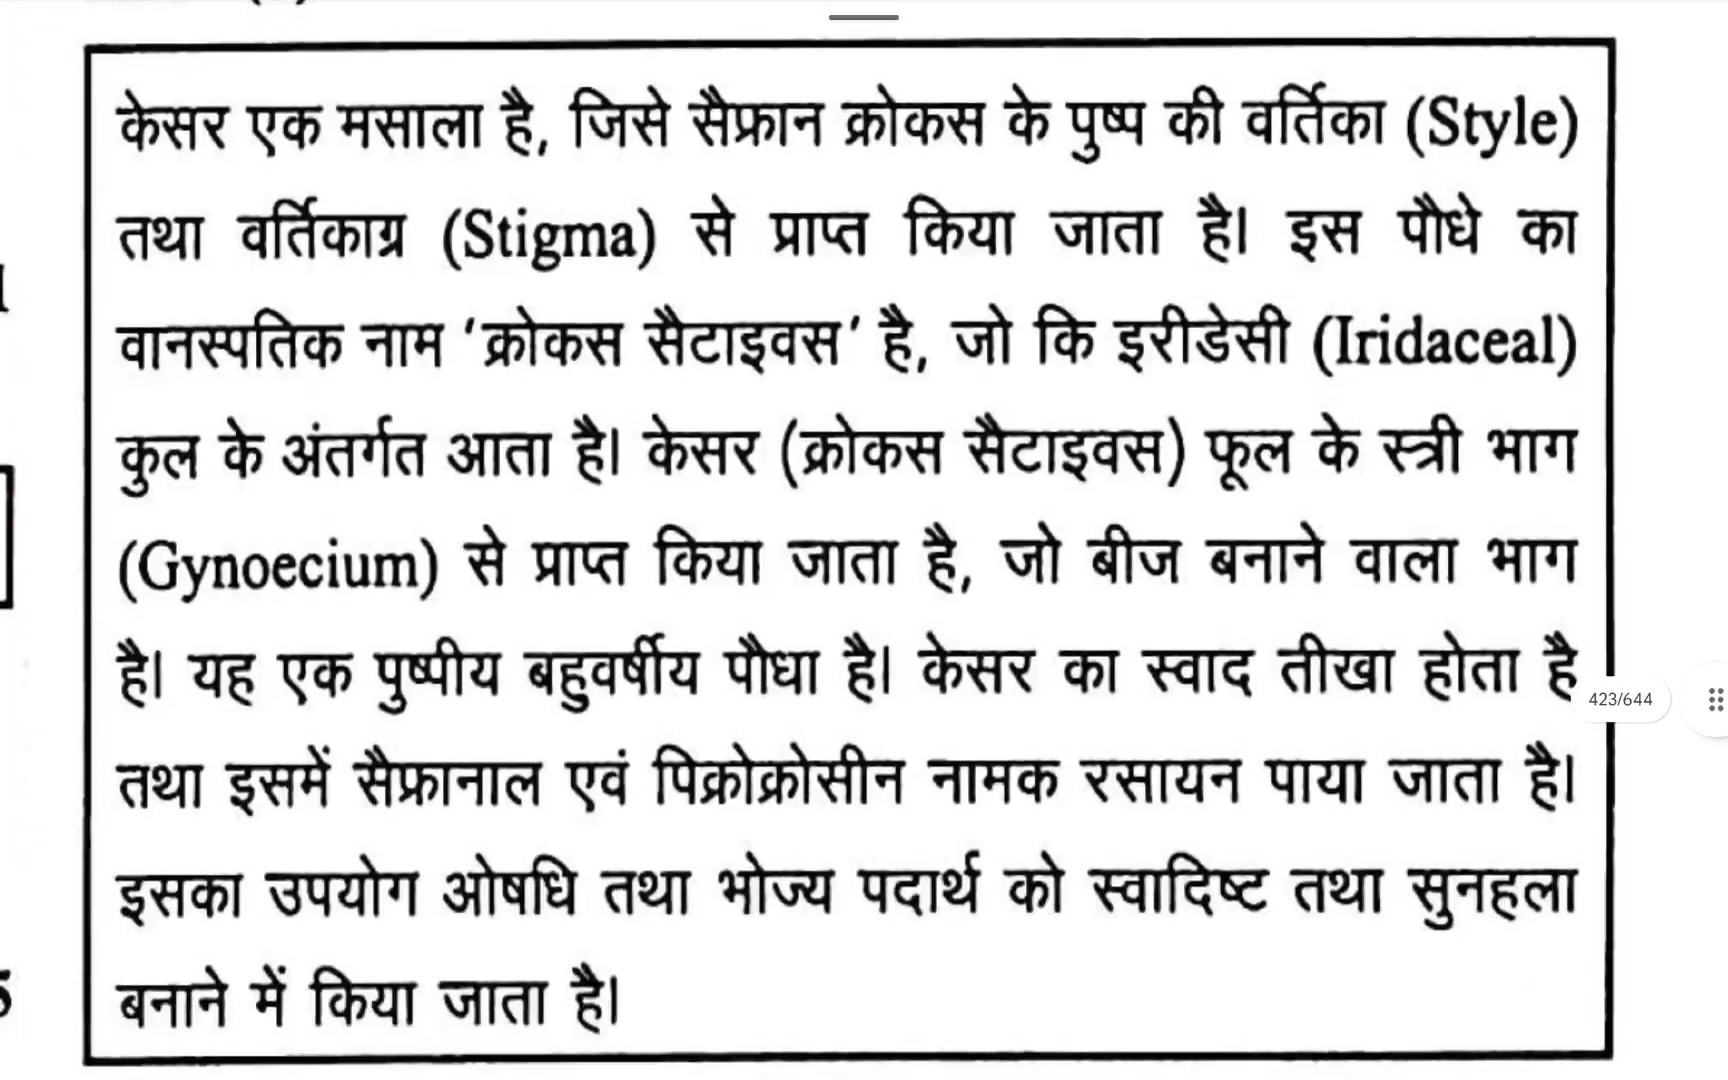 केसर एक मसाला है, जिसे सैफ्रान क्रोकस के पुष्प की वर्तिका (Style)
तथा वर्तिकाग्र (Stigma) से प्राप्त किया जाता है। इस पौधे का
वानस्पतिक नाम ‘क्रोकस सैटाइवस’ है, जो कि इरीडेसी (Iridaceal)
कुल के अंतर्गत आता है। केसर (क्रोकस सैटाइवस) फूल के स्त्री भाग
(Gynoecium) से प्राप्त किया जाता है, जो बीज बनाने वाला भाग
है। यह एक पुष्पीय बहुवर्षीय पौधा है। केसर का स्वाद तीखा होता है
423/644
तथा इसमें सैफ्रानाल एवं पिक्रोक्रोसीन नामक रसायन पाया जाता है।
इसका उपयोग ओषधि तथा भोज्य पदार्थ को स्वादिष्ट तथा सुनहला
बनाने में किया जाता है।